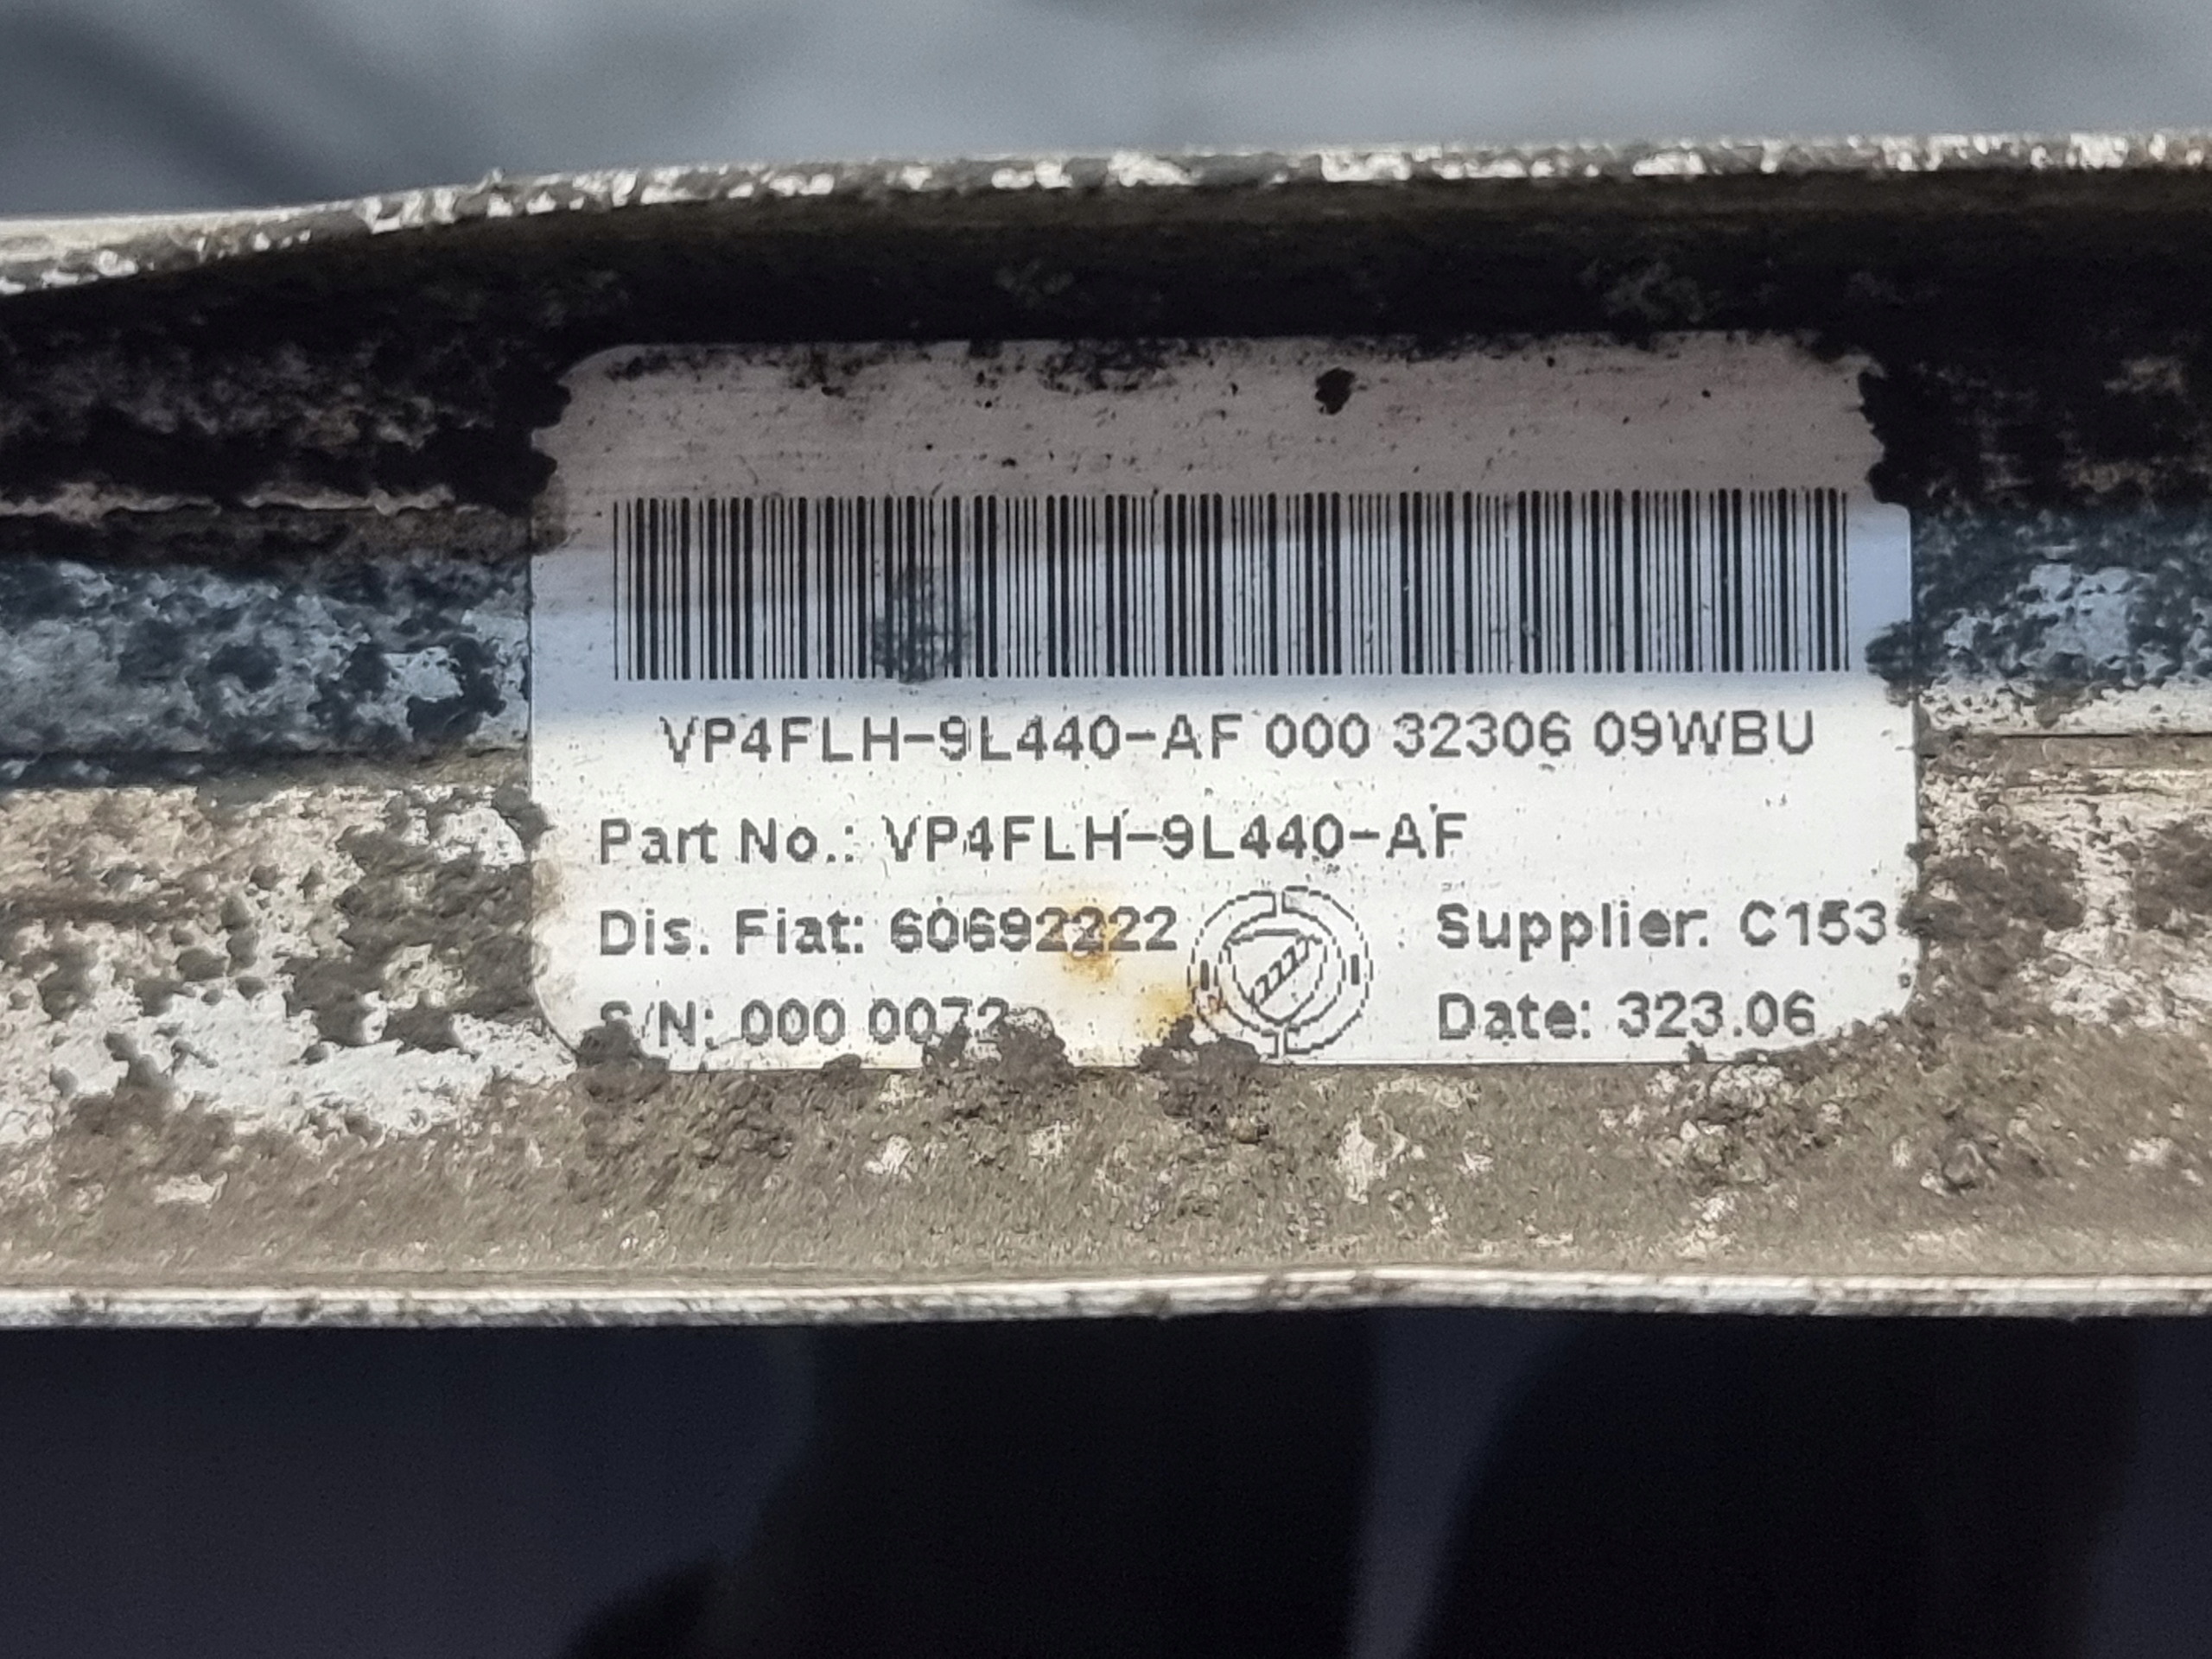 VP4FLH-9L440-AF 000 32306 09WBU
Part No.: VP4FLH-9L440-AF
Dis. Fiat: 60692222 Supplier: C153
S/N: 000 0072 Date: 323.06